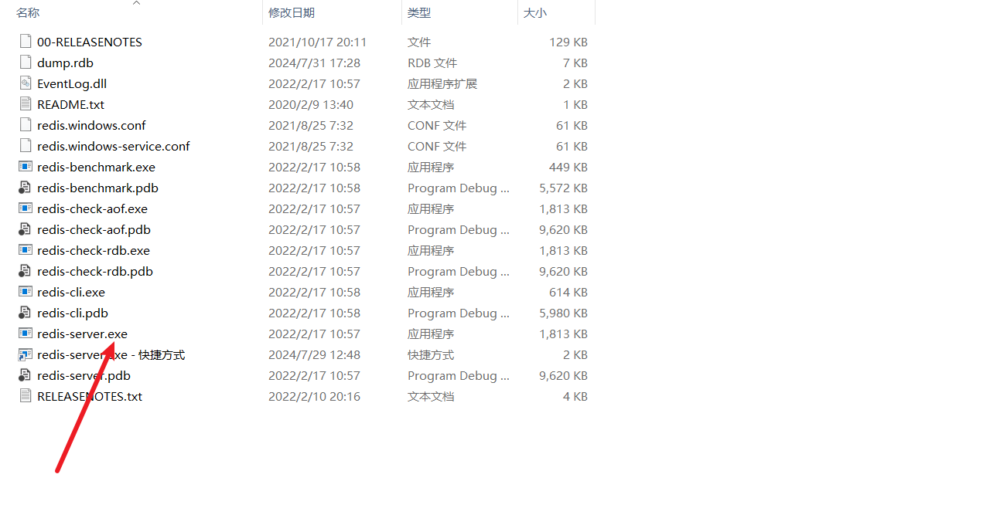 名称 修改日期 类型 大小
00-RELEASENOTES 2021/10/17 20:11 文件 129 KB
dump.rdb 2024/7/31 17:28 RDB 文件 7 KB
EventLog.dll 2022/2/17 10:57 应用程序扩展 2 KB
README.txt 2020/2/9 13:40 文本文档 1 KB
redis.windows.conf 2021/8/25 7:32 CONF 文件 61 KB
redis.windows-service.conf 2021/8/25 7:32 CONF 文件 61 KB
redis-benchmark.exe 2022/2/17 10:58 应用程序 449 KB
redis-benchmark.pdb 2022/2/17 10:58 Program Debug ... 5,572 KB
redis-check-aof.exe 2022/2/17 10:57 应用程序 1,813 KB
redis-check-aof.pdb 2022/2/17 10:57 Program Debug ... 9,620 KB
redis-check-rdb.exe 2022/2/17 10:57 应用程序 1,813 KB
redis-check-rdb.pdb 2022/2/17 10:57 Program Debug ... 9,620 KB
redis-cli.exe 2022/2/17 10:58 应用程序 614 KB
redis-cli.pdb 2022/2/17 10:58 Program Debug ... 5,980 KB
redis-server.exe 2022/2/17 10:57 应用程序 1,813 KB
redis-server.exe - 快捷方式 2024/7/29 12:48 快捷方式 2 KB
redis-server.pdb 2022/2/17 10:57 Program Debug ... 9,620 KB
RELEASENOTES.txt 2022/2/10 20:16 文本文档 4 KB